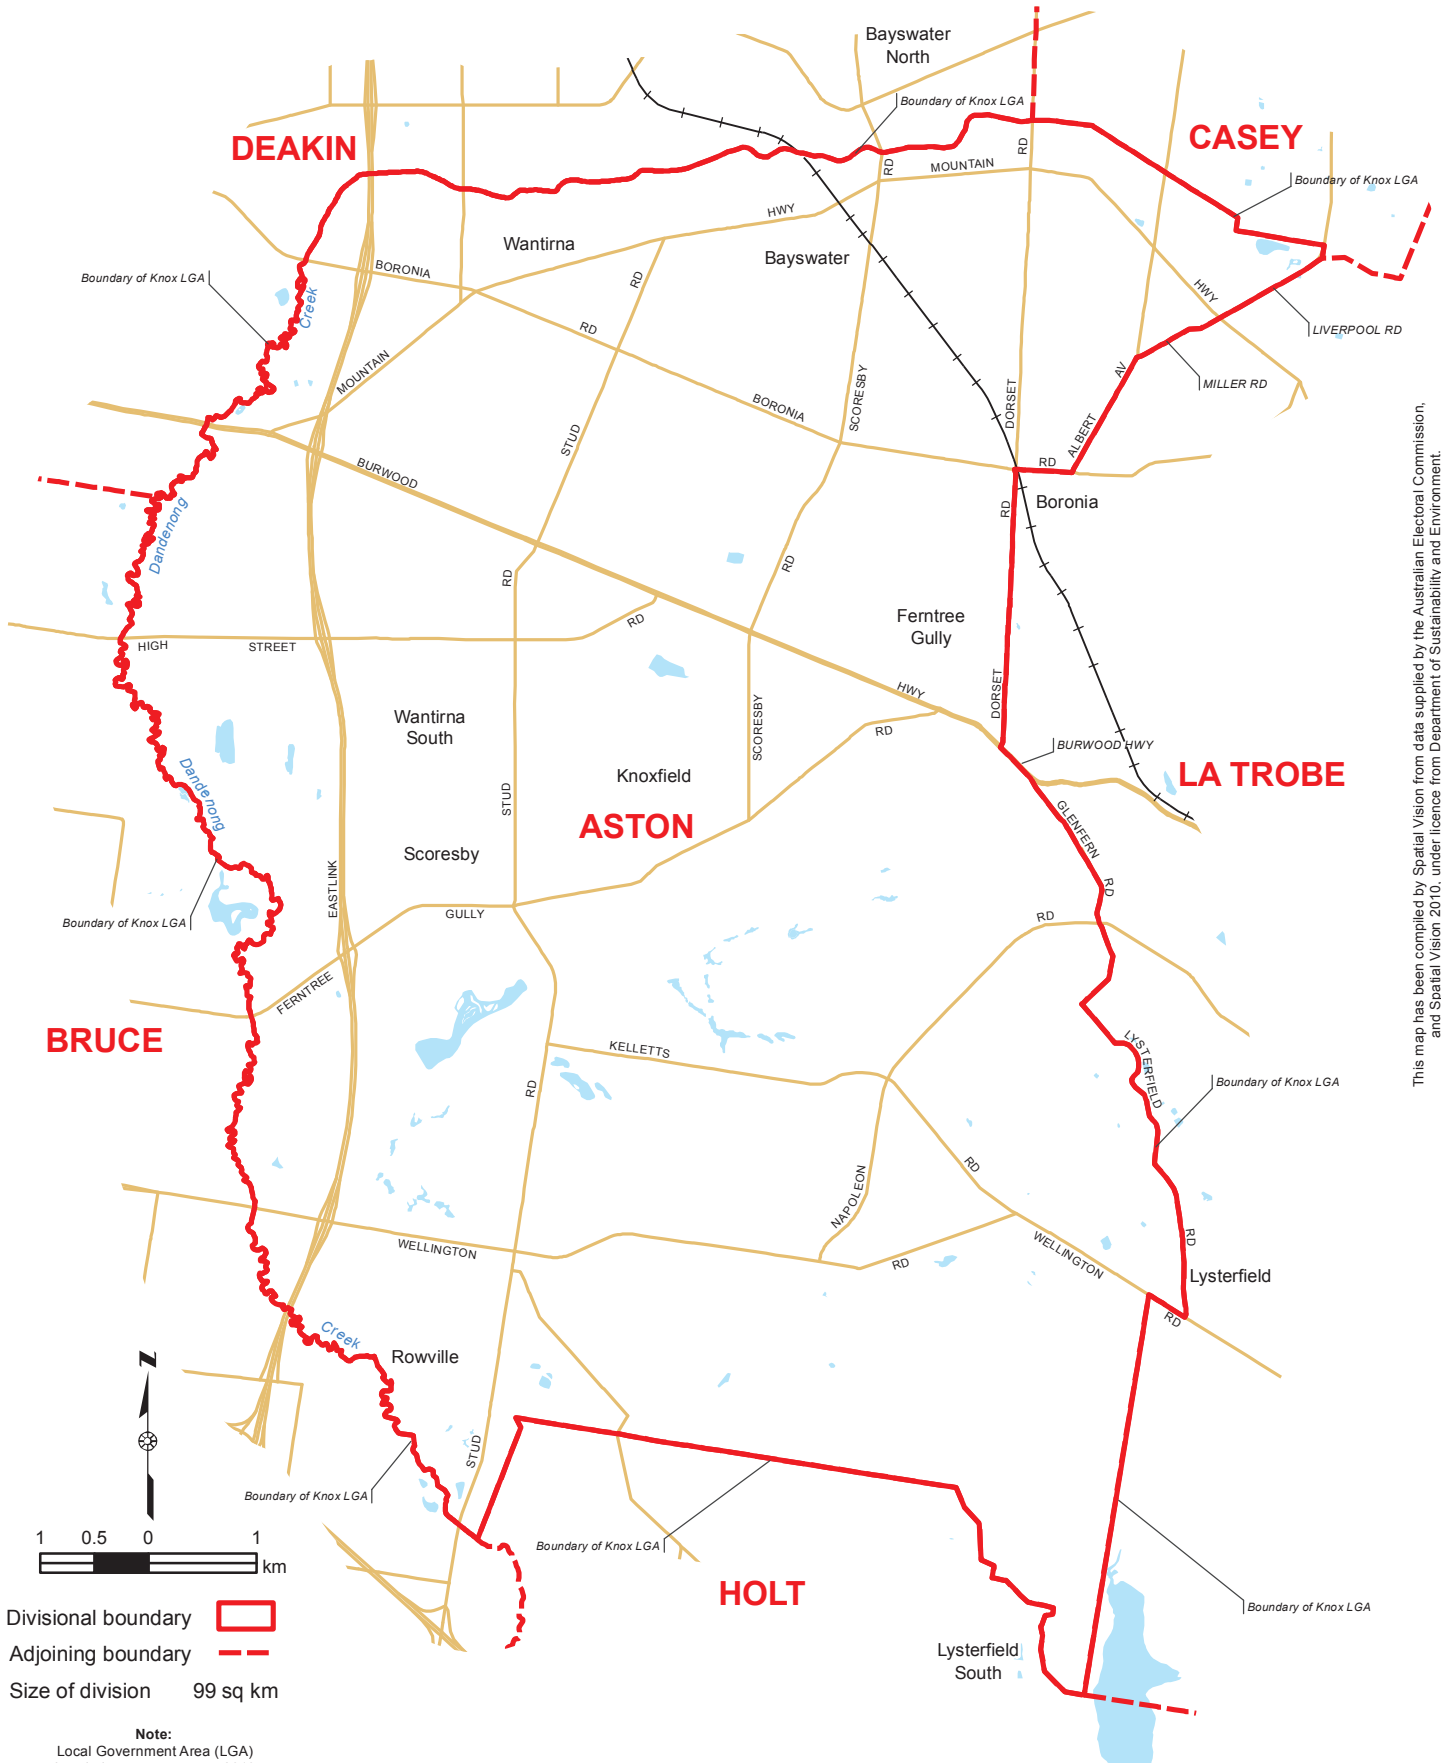 Bayswater
North
Boundary of Knox LGA
DEAKIN
CASEY
RD
RD
MOUNTAIN
Boundary of Knox LGA
HWY
Wantirna
Bayswater
BORONIA
Boundary of Knox LGA
Creek
RD
HWY
LIVERPOOL RD
RD
MOUNTAIN
AV
MILLER RD
SCORESBY
DORSET
BORONIA
ALBERT
STUD
RD
BURWOOD
Boronia
RD
Dandenong
RD
RD
Ferntree
Gully
RD
HIGH
STREET
DORSET
HWY
Wantirna
South
SCORESBY
RD
BURWOOD HWY
Knoxfield
LA TROBE
Dandenong
STUD
ASTON
GLENFERN
Scoresby
EASTLINK
RD
GULLY
RD
Boundary of Knox LGA
FERNTREE
BRUCE
KELLETTS
LYSTERFIELD
RD
Boundary of Knox LGA
RD
NAPOLEON
RD
WELLINGTON
WELLINGTON
RD
Lysterfield
RD
Creek
Rowville
N
STUD
Boundary of Knox LGA
Boundary of Knox LGA
HOLT
Boundary of Knox LGA
Lysterfield
South
1 0.5 0 1
km
Divisional boundary
Adjoining boundary
Size of division 99 sq km
Note:
Local Government Area (LGA)
This map has been compiled by Spatial Vision from data supplied by the Australian Electoral Commission,
and Spatial Vision 2010, under licence from Department of Sustainability and Environment.